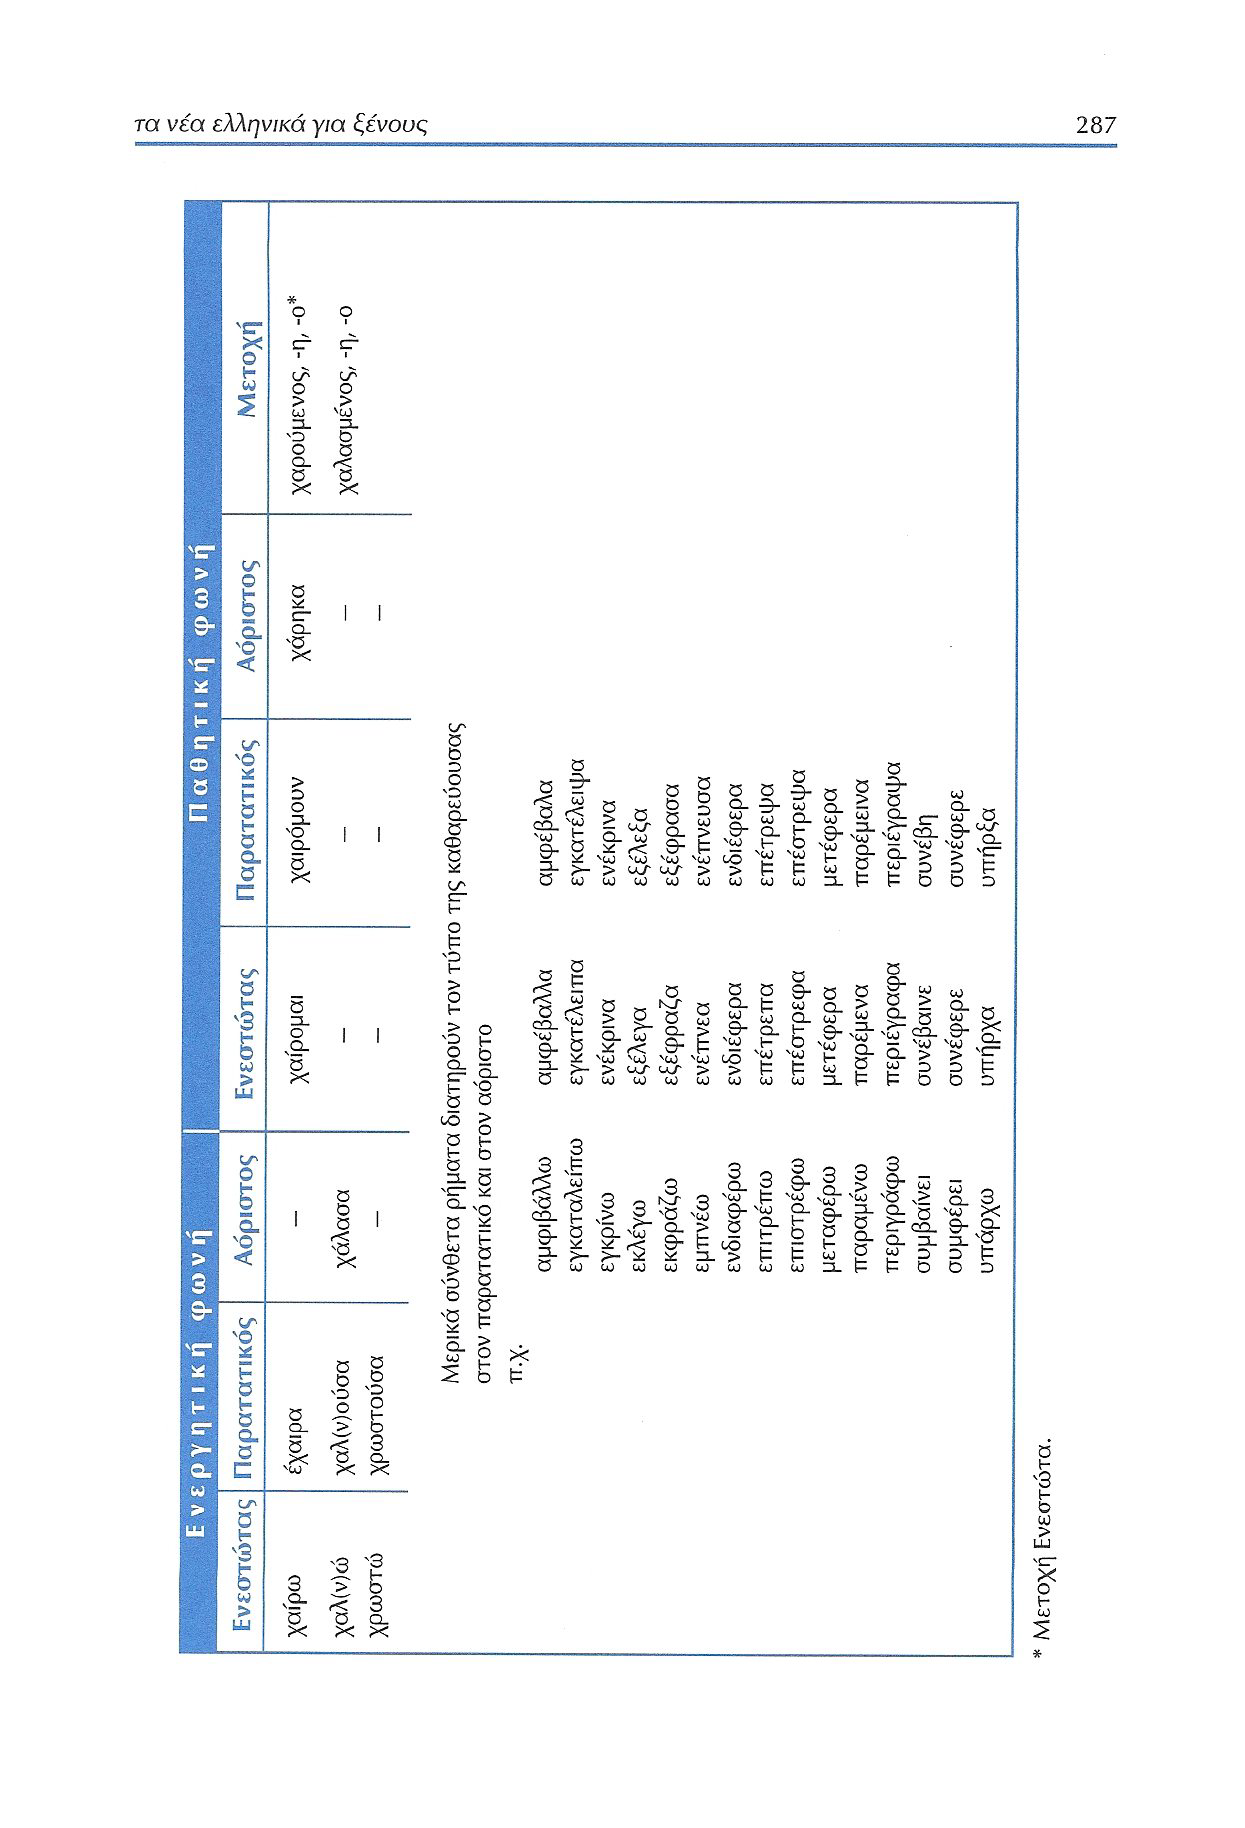 τα νέα ελληνικά για ξένους 287
Ενεργητική φωνή Παθητική φωνή
Ενεστώτας Παρατατικός Αόριστος Ενεστώτας Παρατατικός Αόριστος Μετοχή
χαίρω έχαιρα – χαίρομαι χαιρόμουν χάρηκα χαρούμενος, -η, -ο*
χαλ(ν)ώ χαλ(ν)ούσα χάλασα – – – χαλασμένος, -η, -ο
χρωστώ χρωστούσα – – – –
Μερικά σύνθετα ρήματα διατηρούν τον τύπο της καθαρεύουσας
στον παρατατικό και στον αόριστο
π.χ.
αμφιβάλλω αμφέβαλλα αμφέβαλα
εγκαταλείπω εγκατέλειπα εγκατέλειψα
εγκρίνω ενέκρινα ενέκρινα
εκλέγω εξέλεγα εξέλεξα
εκφράζω εξέφραζα εξέφρασα
εμπνέω ενέπνεα ενέπνευσα
ενδιαφέρω ενδιέφερα ενδιέφερα
επιτρέπω επέτρεπα επέτρεψα
επιστρέφω επέστρεφα επέστρεψα
μεταφέρω μετέφερα μετέφερα
παραμένω παρέμενα παρέμεινα
περιγράφω περιέγραφα περιέγραψα
συμβαίνει συνέβαινε συνέβη
συμφέρει συνέφερε συνέφερε
υπάρχω υπήρχα υπήρξα
* Μετοχή Ενεστώτα.